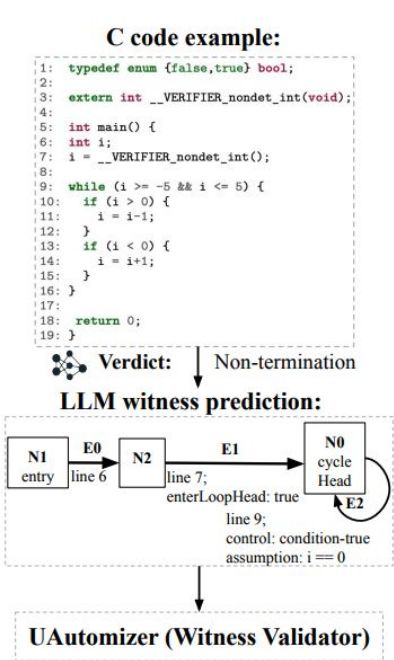 C code example:
1: typedef enum {false,true} bool;
2:
3: extern int __VERIFIER_nondet_int(void);
4:
5: int main() {
6: int i;
7: i = __VERIFIER_nondet_int();
8:
9: while (i >= -5 && i <= 5) {
10: if (i > 0) {
11: i = i-1;
12: }
13: if (i < 0) {
14: i = i+1;
15: }
16: }
17:
18: return 0;
19: }
Verdict: Non-termination
LLM witness prediction:
N1
entry
E0
line 6
N2
E1
line 7;
enterLoopHead: true
N0
cycle
Head
E2
line 9;
control: condition-true
assumption: i == 0
UAutomizer (Witness Validator)